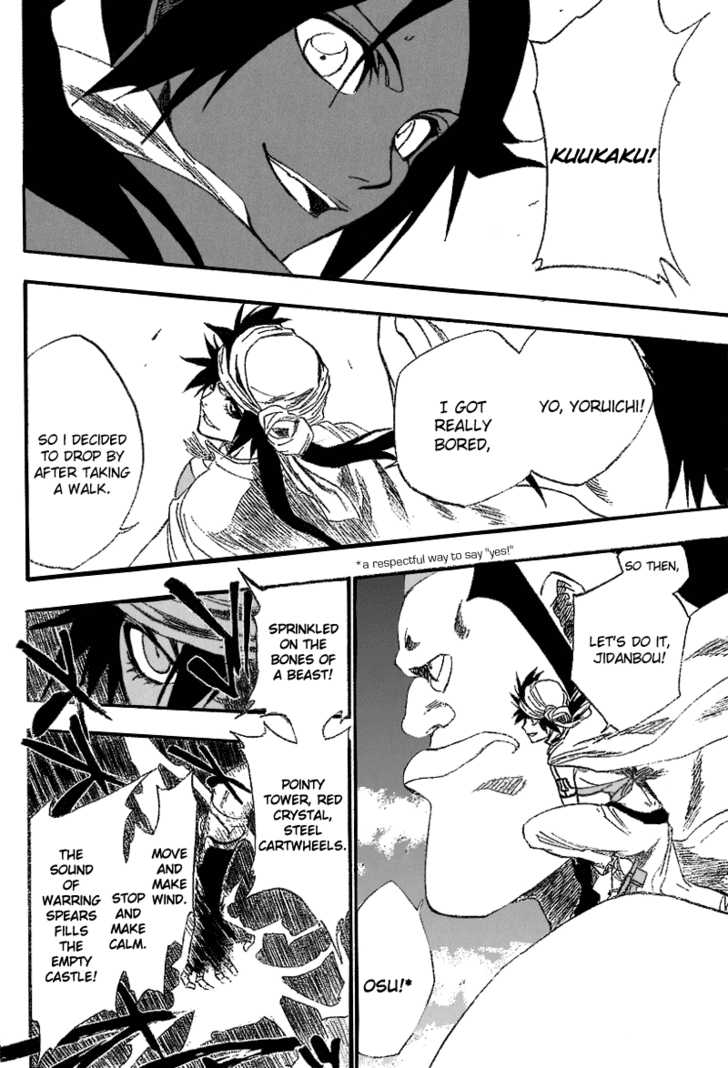 KUUKAKU!
YO, YORUICHI!
I GOT
REALLY
BORED,
SO I DECIDED
TO DROP BY
AFTER TAKING
A WALK.
*a respectful way to say "yes!"
SO THEN,
LET'S DO IT,
JIDANBOU!
OSU!*
SPRINKLED
ON THE
BONES OF
A BEAST!
POINTY
TOWER, RED
CRYSTAL,
STEEL
CARTWHEELS.
MOVE
AND
MAKE
WIND.
STOP
AND
MAKE
CALM.
THE
SOUND
OF
WARRING
SPEARS
FILLS
THE
EMPTY
CASTLE!